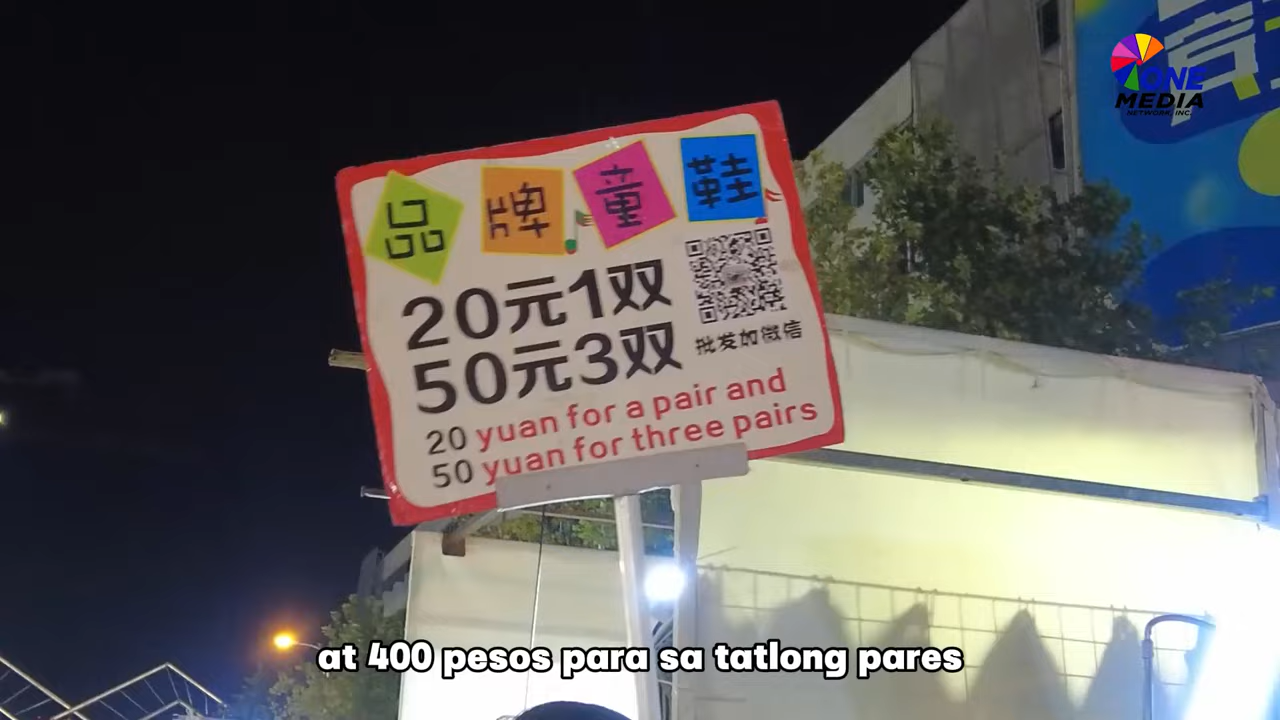 ONE
MEDIA
NETWORK, INC.
品牌童鞋
20元1双
50元3双
批发加微信
20 yuan for a pair and
50 yuan for three pairs
at 400 pesos para sa tatlong pares